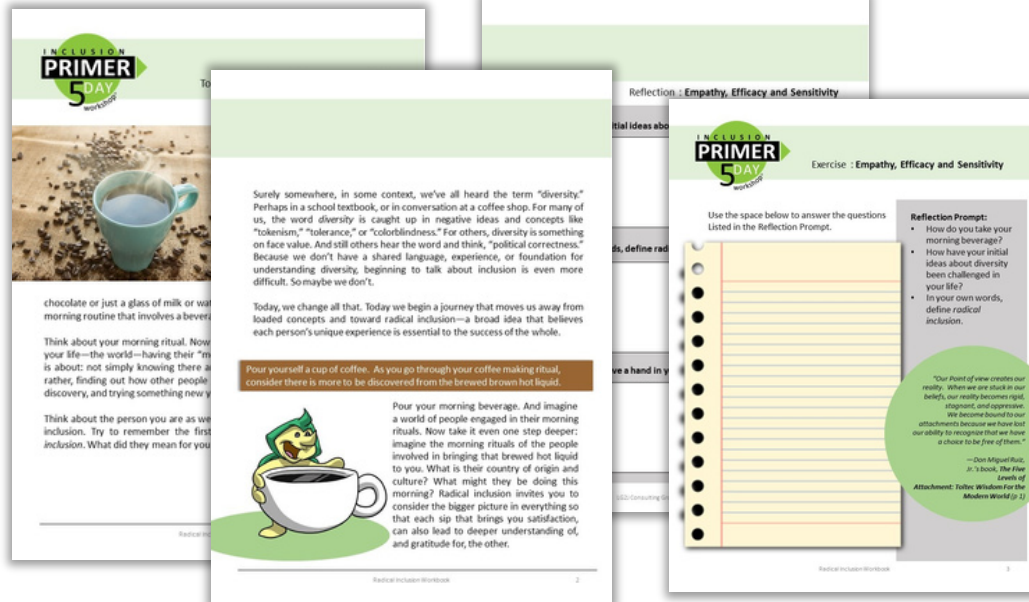 INCLUSION
PRIMER
5 DAY
workshop
To
chocolate or just a glass of milk or wat
morning routine that involves a bevera
Think about your morning ritual. Now
your life—the world—having their "m
is about: not simply knowing there a
rather, finding out how other people
discovery, and trying something new y
Think about the person you are as we
inclusion. Try to remember the first
inclusion. What did they mean for you
Radical Inc
Surely somewhere, in some context, we've all heard the term "diversity."
Perhaps in a school textbook, or in conversation at a coffee shop. For many of
us, the word diversity is caught up in negative ideas and concepts like
"tokenism," "tolerance," or "colorblindness." For others, diversity is something
on face value. And still others hear the word and think, "political correctness."
Because we don't have a shared language, experience, or foundation for
understanding diversity, beginning to talk about inclusion is even more
difficult. So maybe we don't.
Today, we change all that. Today we begin a journey that moves us away from
loaded concepts and toward radical inclusion—a broad idea that believes
each person's unique experience is essential to the success of the whole.
Pour yourself a cup of coffee. As you go through your coffee making ritual,
consider there is more to be discovered from the brewed brown hot liquid.
Pour your morning beverage. And imagine
a world of people engaged in their morning
rituals. Now take it even one step deeper:
imagine the morning rituals of the people
involved in bringing that brewed hot liquid
to you. What is their country of origin and
culture? What might they be doing this
morning? Radical inclusion invites you to
consider the bigger picture in everything so
that each sip that brings you satisfaction,
can also lead to deeper understanding of,
and gratitude for, the other.
Radical Inclusion Workbook 2
Reflection : Empathy, Efficacy and Sensitivity
itial ideas abo
ds, define radi
ve a hand in y
Consulting Gr
INCLUSION
PRIMER
5 DAY
workshop
Exercise : Empathy, Efficacy and Sensitivity
Use the space below to answer the questions
Listed in the Reflection Prompt.
Reflection Prompt:
• How do you take your
morning beverage?
• How have your initial
ideas about diversity
been challenged in
your life?
• In your own words,
define radical
inclusion.
"Our Point of view creates our
reality. When we are stuck in our
beliefs, our reality becomes rigid,
stagnant, and oppressive.
We become bound to our
attachments because we have lost
our ability to recognize that we have
a choice to be free of them."
—Don Miguel Ruiz,
Jr.'s book, The Five
Levels of
Attachment: Toltec Wisdom For the
Modern World (p 1)
Radical Inclusion Workbook 3